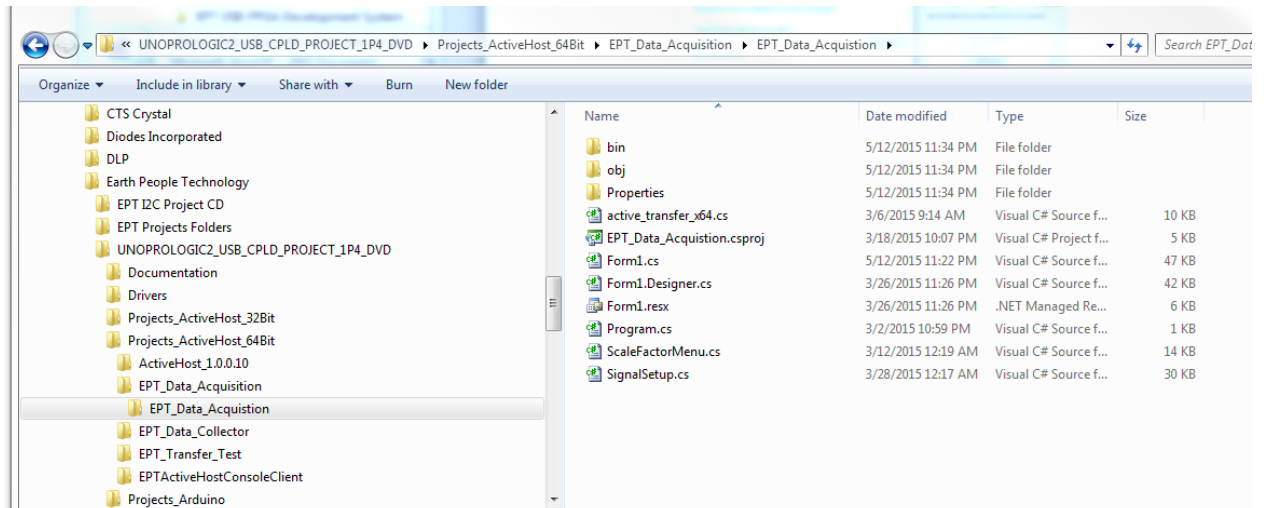 « UNOPROLOGIC2_USB_CPLD_PROJECT_1P4_DVD ▸ Projects_ActiveHost_64Bit ▸ EPT_Data_Acquisition ▸ EPT_Data_Acquistion ▸ Search EPT_Dat
Organize Include in library Share with Burn New folder
CTS Crystal
Diodes Incorporated
DLP
Earth People Technology
EPT I2C Project CD
EPT Projects Folders
UNOPROLOGIC2_USB_CPLD_PROJECT_1P4_DVD
Documentation
Drivers
Projects_ActiveHost_32Bit
Projects_ActiveHost_64Bit
ActiveHost_1.0.0.10
EPT_Data_Acquisition
EPT_Data_Acquistion
EPT_Data_Collector
EPT_Transfer_Test
EPTActiveHostConsoleClient
Projects_Arduino
Name Date modified Type Size
bin 5/12/2015 11:34 PM File folder
obj 5/12/2015 11:34 PM File folder
Properties 5/12/2015 11:34 PM File folder
active_transfer_x64.cs 3/6/2015 9:14 AM Visual C# Source f... 10 KB
EPT_Data_Acquistion.csproj 3/18/2015 10:07 PM Visual C# Project f... 5 KB
Form1.cs 5/12/2015 11:22 PM Visual C# Source f... 47 KB
Form1.Designer.cs 3/26/2015 11:26 PM Visual C# Source f... 42 KB
Form1.resx 3/26/2015 11:26 PM .NET Managed Re... 6 KB
Program.cs 3/2/2015 10:59 PM Visual C# Source f... 1 KB
ScaleFactorMenu.cs 3/12/2015 12:19 AM Visual C# Source f... 14 KB
SignalSetup.cs 3/28/2015 12:17 AM Visual C# Source f... 30 KB